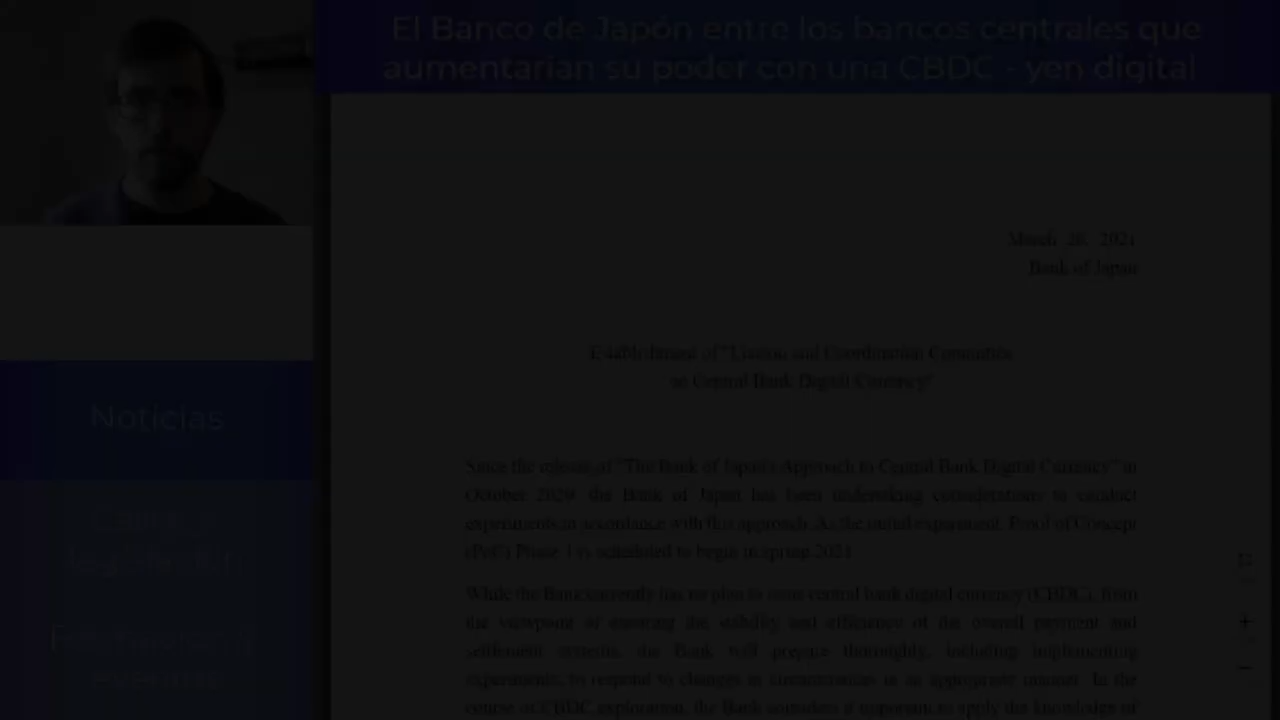 El Banco de Japón entre los bancos centrales que
aumentarían su poder con una CBDC - yen digital
March 26, 2021
Bank of Japan
Establishment of "Liaison and Coordination Committee
on Central Bank Digital Currency"
Noticias
Since the release of "The Bank of Japan's Approach to Central Bank Digital Currency" in
October 2020, the Bank of Japan has been undertaking considerations to conduct
experiments in accordance with this approach. As the initial experiment, Proof of Concept
(PoC) Phase 1 is scheduled to begin in spring 2021.
While the Bank currently has no plan to issue central bank digital currency (CBDC), from
the viewpoint of ensuring the stability and efficiency of the overall payment and
settlement systems, the Bank will prepare thoroughly, including implementing
experiments, to respond to changes in circumstances in an appropriate manner. In the
course of CBDC exploration, the Bank considers it important to apply the knowledge of